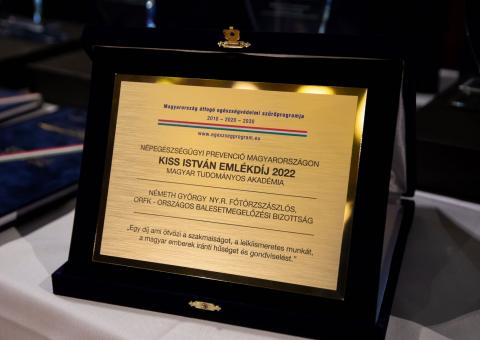 Magyarország átfogó egészségvédelmi szűrőprogramja
2010 - 2020 - 2030
www.egeszsegprogram.eu
NÉPEGÉSZSÉGÜGYI PREVENCIÓ MAGYARORSZÁGON
KISS ISTVÁN EMLÉKDÍJ 2022
MAGYAR TUDOMÁNYOS AKADÉMIA
NÉMETH GYÖRGY NY.R. FŐTÖRZSZÁSZLÓS,
ORFK - ORSZÁGOS BALESETMEGELŐZÉSI BIZOTTSÁG
„Egy díj ami ötvözi a szakmaiságot, a lelkiismeretes munkát,
a magyar emberek iránti hűséget és gondviselést.”